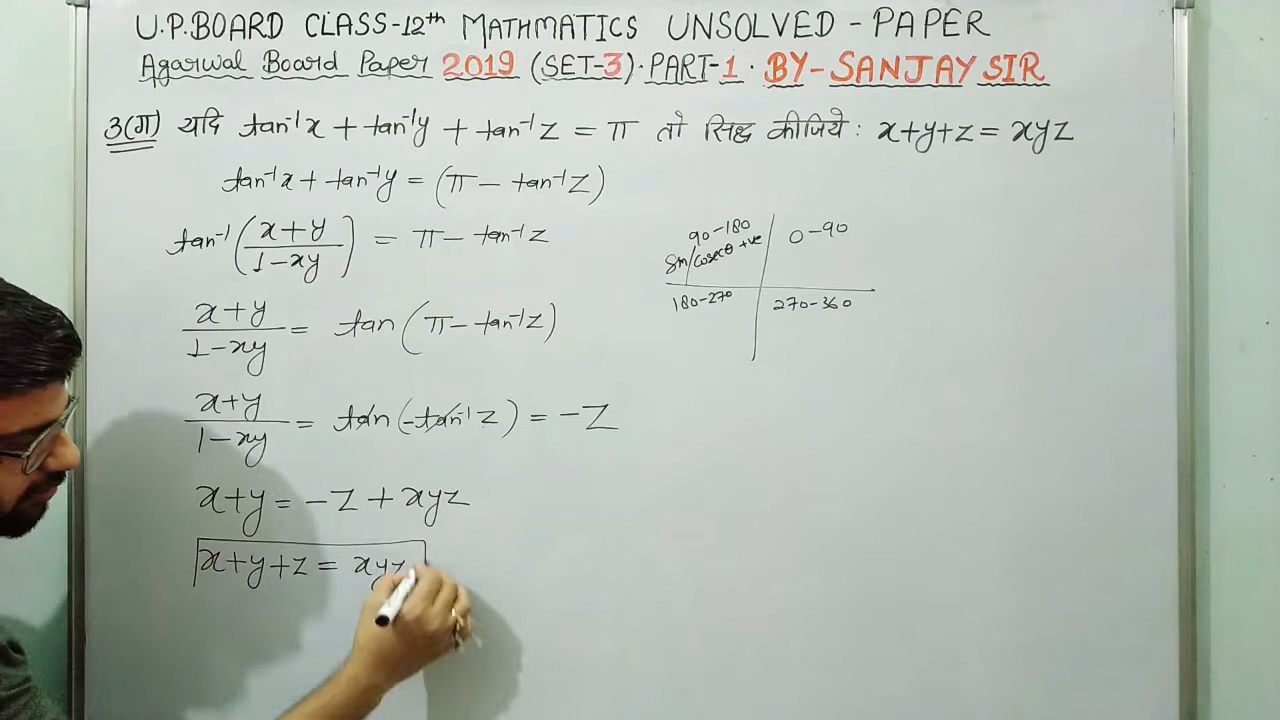 U.P.BOARD CLASS-12th MATHMATICS UNSOLVED - PAPER
Agarwal Board Paper 2019 (SET-3)· PART-1 · BY-SANJAY SIR
3(ग) यदि tan⁻¹x + tan⁻¹y + tan⁻¹z = π तो सिद्ध कीजिये : x+y+z = xyz
tan⁻¹x + tan⁻¹y = (π - tan⁻¹z)
tan⁻¹((x+y)/(1-xy)) = π - tan⁻¹z
(x+y)/(1-xy) = tan(π - tan⁻¹z)
(x+y)/(1-xy) = tan(-tan⁻¹z) = -z
x+y = -z + xyz
x+y+z = xyz
90-180
Sin/cosecθ +ve
0-90
180-270
270-360